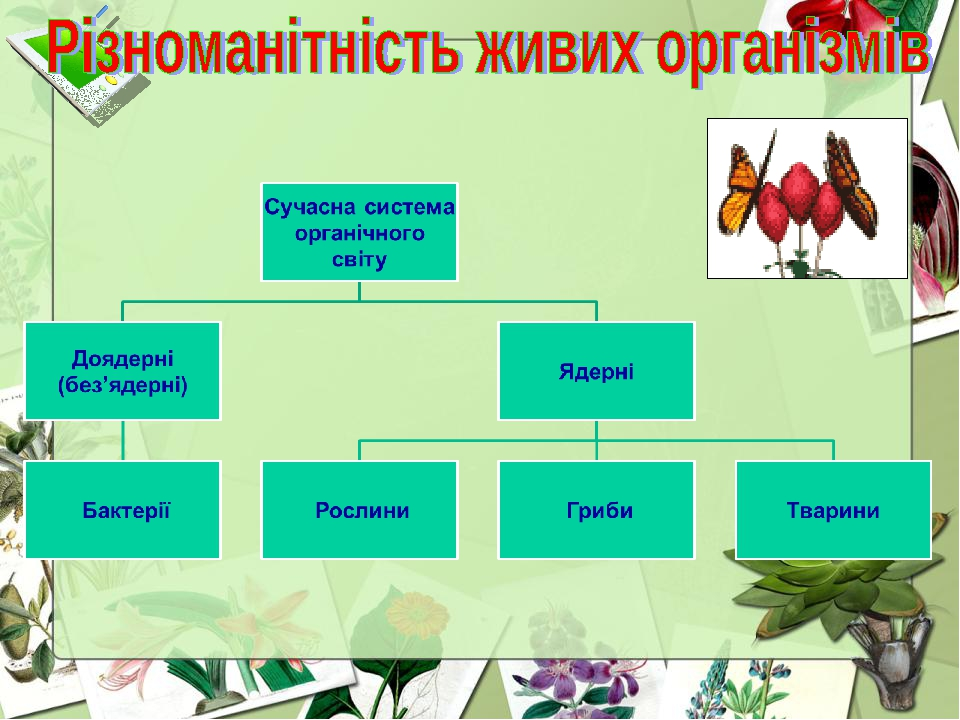 Різноманітність живих організмів
Сучасна система
органічного
світу
Доядерні
(без’ядерні)
Ядерні
Бактерії
Рослини
Гриби
Тварини